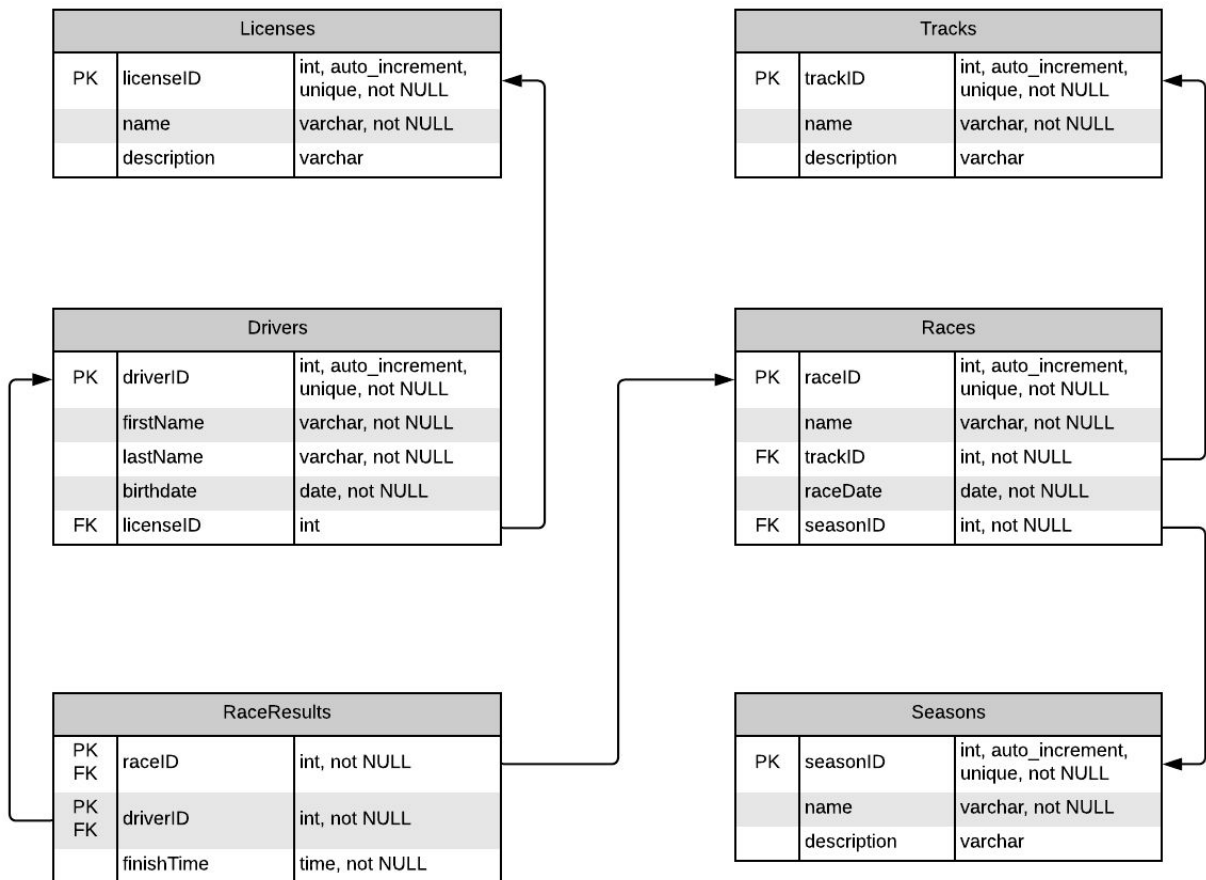 Licenses
PK licenseID int, auto_increment,
unique, not NULL
name varchar, not NULL
description varchar
Tracks
PK trackID int, auto_increment,
unique, not NULL
name varchar, not NULL
description varchar
Drivers
PK driverID int, auto_increment,
unique, not NULL
firstName varchar, not NULL
lastName varchar, not NULL
birthdate date, not NULL
FK licenseID int
Races
PK raceID int, auto_increment,
unique, not NULL
name varchar, not NULL
FK trackID int, not NULL
raceDate date, not NULL
FK seasonID int, not NULL
RaceResults
PK
FK raceID int, not NULL
PK
FK driverID int, not NULL
finishTime time, not NULL
Seasons
PK seasonID int, auto_increment,
unique, not NULL
name varchar, not NULL
description varchar